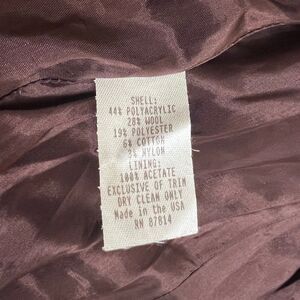 SHELL:
44% POLYACRYLIC
28% WOOL
19% POLYESTER
6% COTTON
3% NYLON
LINING:
100% ACETATE
EXCLUSIVE OF TRIM
DRY CLEAN ONLY
Made in the USA
RN 87814